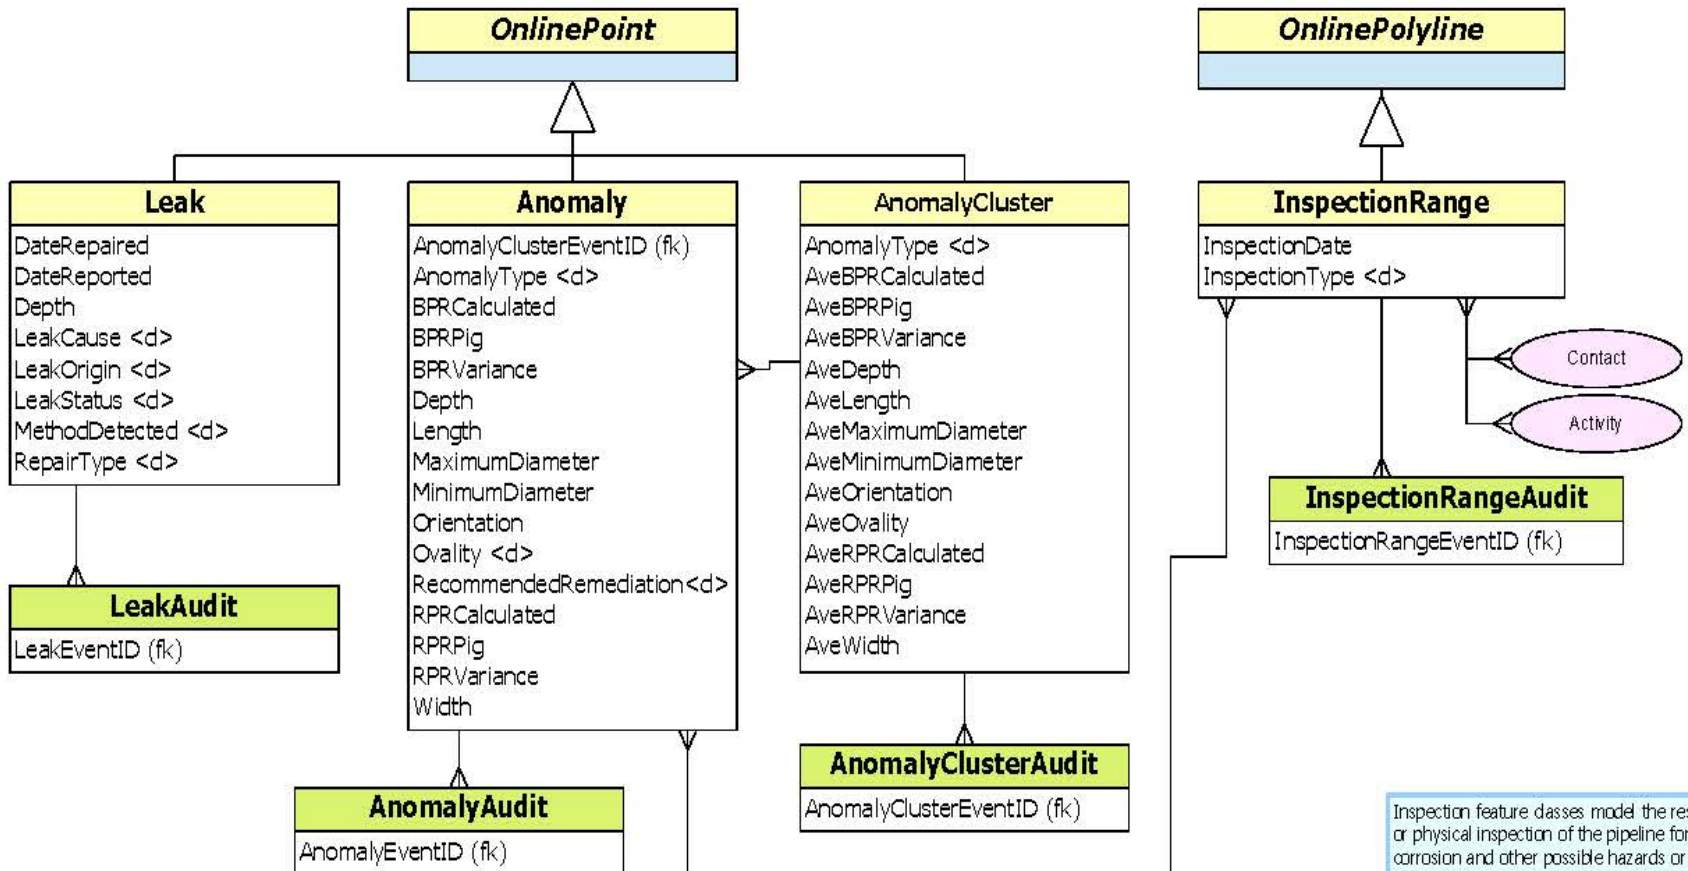 OnlinePoint
OnlinePolyline
Leak
DateRepaired
DateReported
Depth
LeakCause <d>
LeakOrigin <d>
LeakStatus <d>
MethodDetected <d>
RepairType <d>
LeakAudit
LeakEventID (fk)
Anomaly
AnomalyClusterEventID (fk)
AnomalyType <d>
BPRCalculated
BPRPig
BPRVariance
Depth
Length
MaximumDiameter
MinimumDiameter
Orientation
Ovality <d>
RecommendedRemediation<d>
RPRCalculated
RPRPig
RPRVariance
Width
AnomalyAudit
AnomalyEventID (fk)
AnomalyCluster
AnomalyType <d>
AveBPRCalculated
AveBPRPig
AveBPRVariance
AveDepth
AveLength
AveMaximumDiameter
AveMinimumDiameter
AveOrientation
AveOvality
AveRPRCalculated
AveRPRPig
AveRPRVariance
AveWidth
AnomalyClusterAudit
AnomalyClusterEventID (fk)
InspectionRange
InspectionDate
InspectionType <d>
Contact
Activity
InspectionRangeAudit
InspectionRangeEventID (fk)
Inspection feature classes model the res
or physical inspection of the pipeline for
corrosion and other possible hazards or